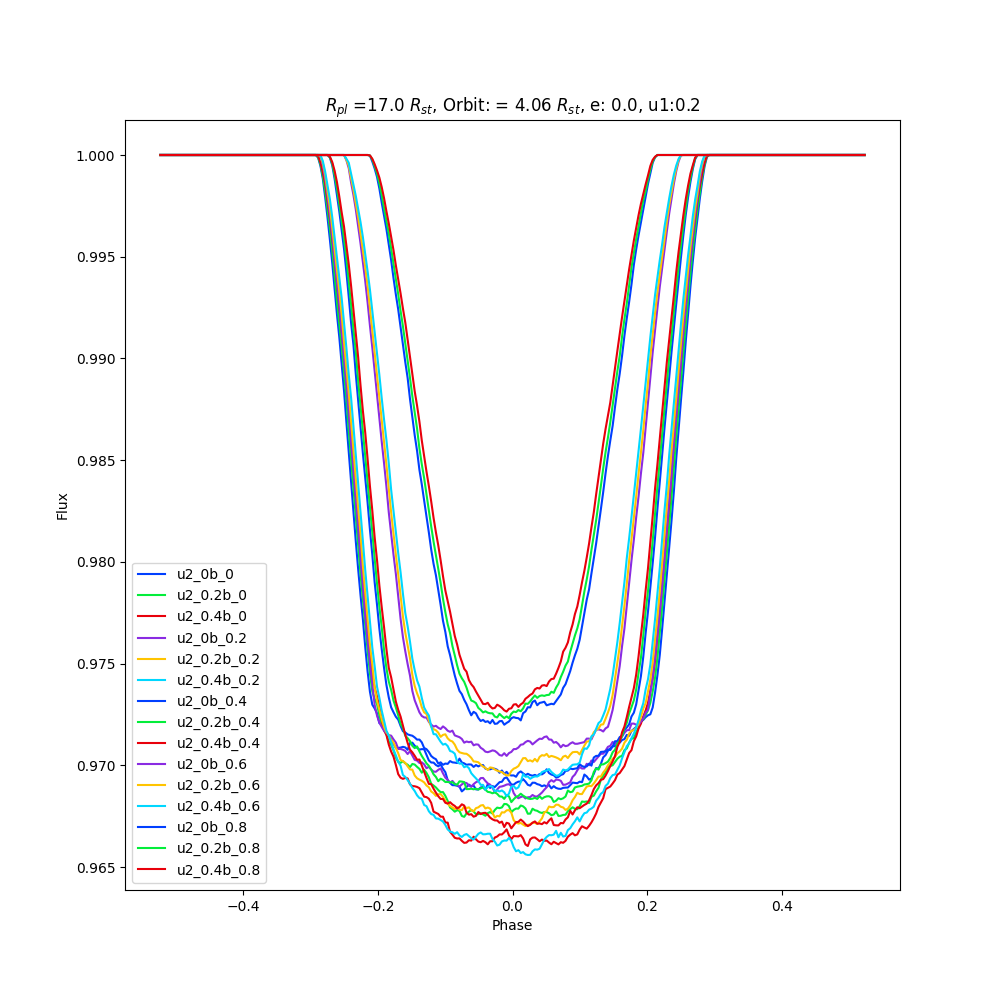 R_pl =17.0 R_st, Orbit: = 4.06 R_st, e: 0.0, u1:0.2
1.000
0.995
0.990
0.985
0.980
0.975
0.970
0.965
Flux
u2_0b_0
u2_0.2b_0
u2_0.4b_0
u2_0b_0.2
u2_0.2b_0.2
u2_0.4b_0.2
u2_0b_0.4
u2_0.2b_0.4
u2_0.4b_0.4
u2_0b_0.6
u2_0.2b_0.6
u2_0.4b_0.6
u2_0b_0.8
u2_0.2b_0.8
u2_0.4b_0.8
−0.4 −0.2 0.0 0.2 0.4
Phase